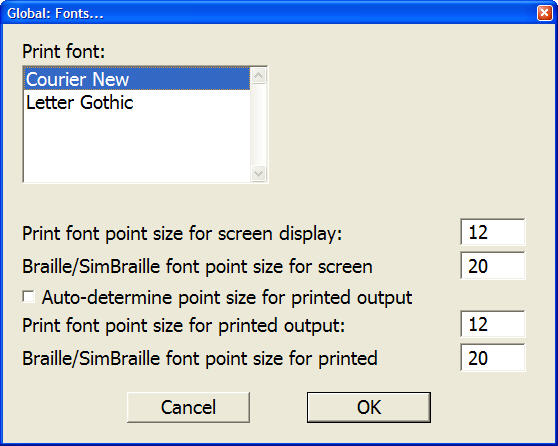 Global: Fonts...
Print font:
Courier New
Letter Gothic
Print font point size for screen display: 12
Braille/SimBraille font point size for screen 20
Auto-determine point size for printed output
Print font point size for printed output: 12
Braille/SimBraille font point size for printed 20
Cancel OK